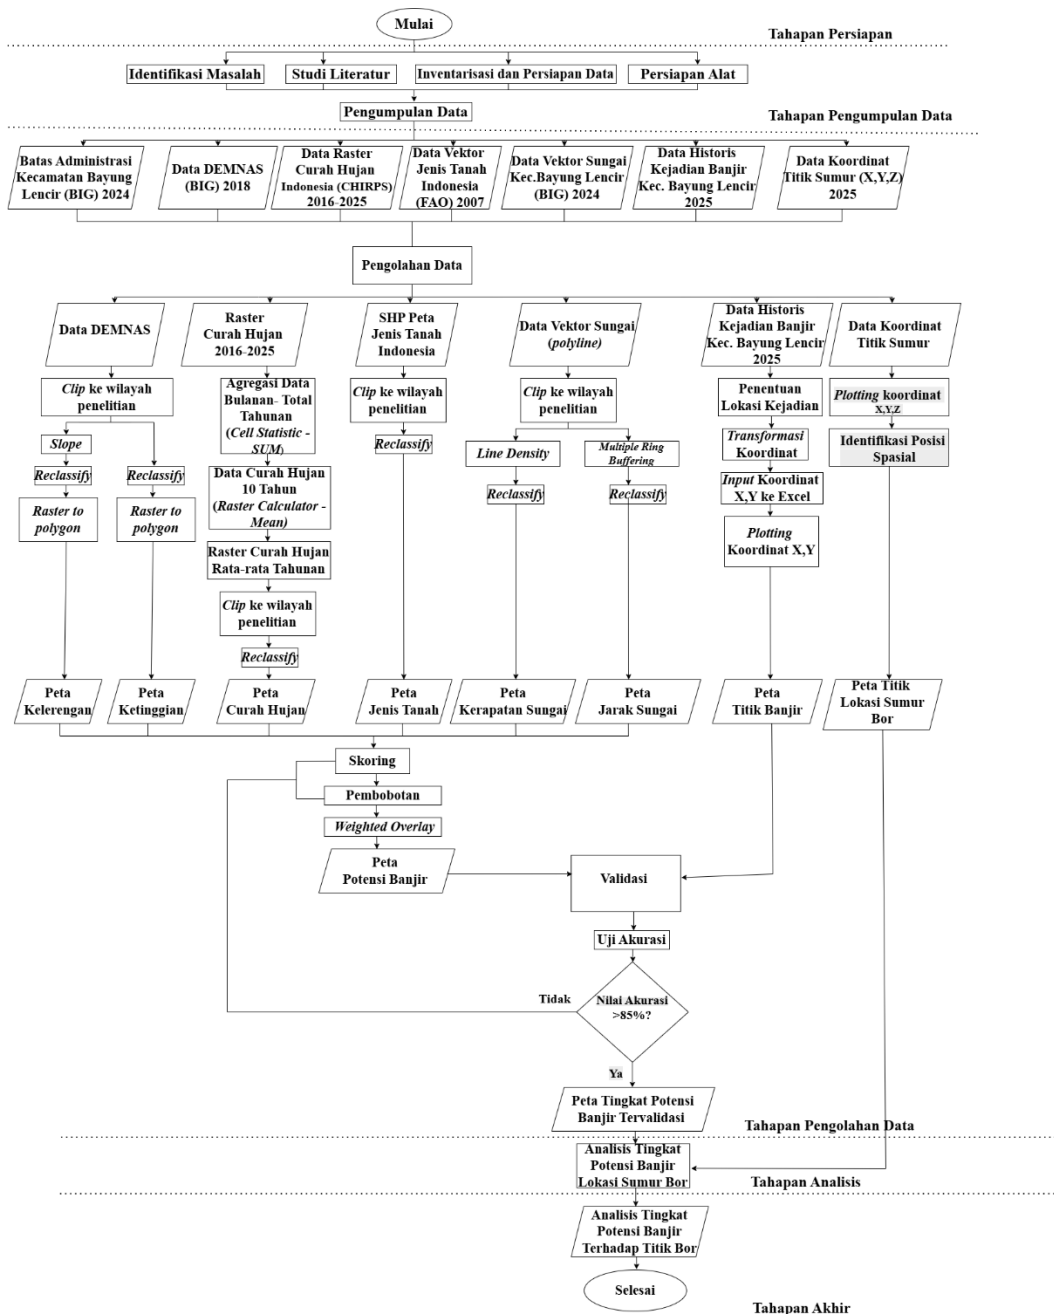 Mulai
Tahapan Persiapan
Identifikasi Masalah
Studi Literatur
Inventarisasi dan Persiapan Data
Persiapan Alat
Pengumpulan Data
Tahapan Pengumpulan Data
Batas Administrasi
Kecamatan Bayung
Lencir (BIG) 2024
Data DEMNAS
(BIG) 2018
Data Raster
Curah Hujan
Indonesia (CHIRPS)
2016-2025
Data Vektor
Jenis Tanah
Indonesia
(FAO) 2007
Data Vektor Sungai
Kec.Bayung Lencir
(BIG) 2024
Data Historis
Kejadian Banjir
Kec. Bayung Lencir
2025
Data Koordinat
Titik Sumur (X,Y,Z)
2025
Pengolahan Data
Data DEMNAS
Raster
Curah Hujan
2016-2025
SHP Peta
Jenis Tanah
Indonesia
Data Vektor Sungai
(polyline)
Data Historis
Kejadian Banjir
Kec. Bayung Lencir
2025
Data Koordinat
Titik Sumur
Clip ke wilayah
penelitian
Slope
Reclassify
Raster to
polygon
Reclassify
Raster to
polygon
Agregasi Data
Bulanan- Total
Tahunan
(Cell Statistic -
SUM)
Data Curah Hujan
10 Tahun
(Raster Calculator -
Mean)
Raster Curah Hujan
Rata-rata Tahunan
Clip ke wilayah
penelitian
Reclassify
Clip ke wilayah
penelitian
Reclassify
Clip ke wilayah
penelitian
Line Density
Reclassify
Multiple Ring
Buffering
Reclassify
Penentuan
Lokasi Kejadian
Transformasi
Koordinat
Input Koordinat
X,Y ke Excel
Plotting
Koordinat X,Y
Plotting koordinat
X,Y,Z
Identifikasi Posisi
Spasial
Peta
Kelerengan
Peta
Ketinggian
Peta
Curah Hujan
Peta
Jenis Tanah
Peta
Kerapatan Sungai
Peta
Jarak Sungai
Peta
Titik Banjir
Peta Titik
Lokasi Sumur
Bor
Skoring
Pembobotan
Weighted Overlay
Peta
Potensi Banjir
Validasi
Uji Akurasi
Tidak
Nilai Akurasi
>85%?
Ya
Peta Tingkat Potensi
Banjir Tervalidasi
Tahapan Pengolahan Data
Analisis Tingkat
Potensi Banjir
Lokasi Sumur Bor
Tahapan Analisis
Analisis Tingkat
Potensi Banjir
Terhadap Titik Bor
Selesai
Tahapan Akhir